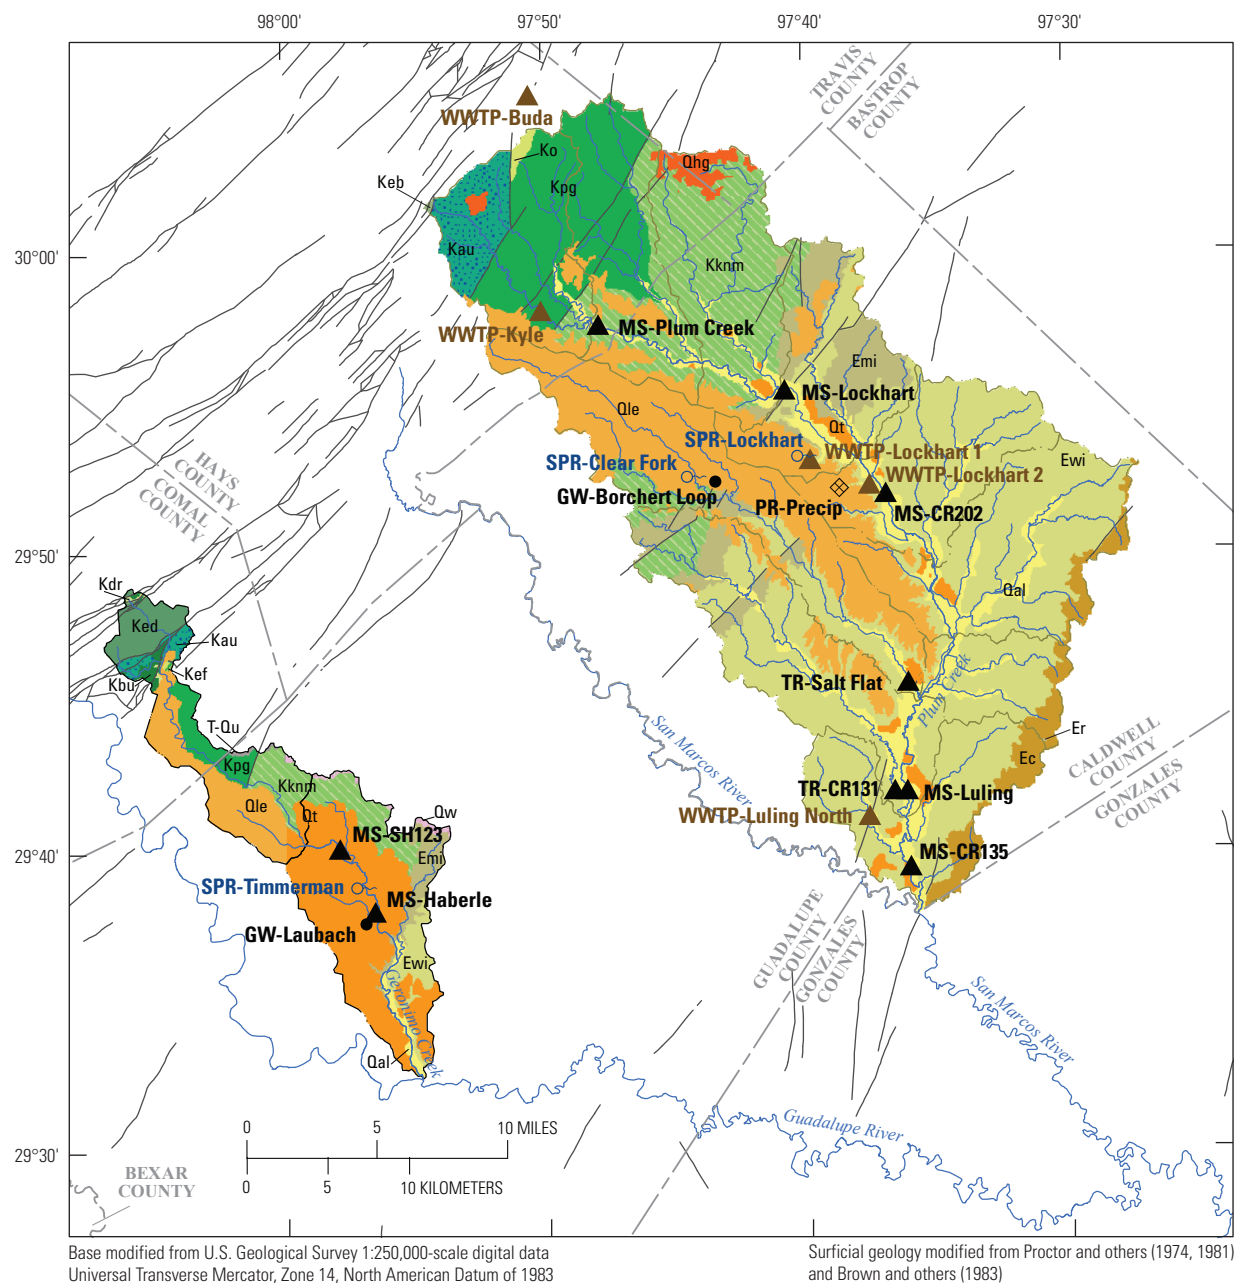 98°00'
97°50'
97°40'
97°30'
TRAVIS
COUNTY
BASTROP
COUNTY
WWTP-Buda
Ko
Qhg
Keb
Kpg
Kau
30°00'
Kknm
WWTP-Kyle
MS-Plum Creek
Emi
MS-Lockhart
Qle
Qt
SPR-Lockhart
WWTP-Lockhart 1
Ewi
SPR-Clear Fork
WWTP-Lockhart 2
GW-Borchert Loop
PR-Precip
MS-CR202
HAYS
COUNTY
COMAL
COUNTY
29°50'
Kdr
Qal
Ked
Kau
Kef
Kbu
TR-Salt Flat
Plum Creek
T-Qu
San Marcos River
Er
Ec
CALDWELL
COUNTY
GONZALES
COUNTY
Kpg
Kknm
TR-CR131
MS-Luling
Qle
Qt
Qw
WWTP-Luling North
MS-SH123
29°40'
Emi
MS-CR135
SPR-Timmerman
MS-Haberle
GW-Laubach
GUADALUPE
COUNTY
GONZALES
COUNTY
Ewi
Geronimo Creek
San Marcos River
Qal
Guadalupe River
0
5
10 MILES
0
5
10 KILOMETERS
29°30'
BEXAR
COUNTY
Base modified from U.S. Geological Survey 1:250,000-scale digital data
Universal Transverse Mercator, Zone 14, North American Datum of 1983
Surficial geology modified from Proctor and others (1974, 1981)
and Brown and others (1983)